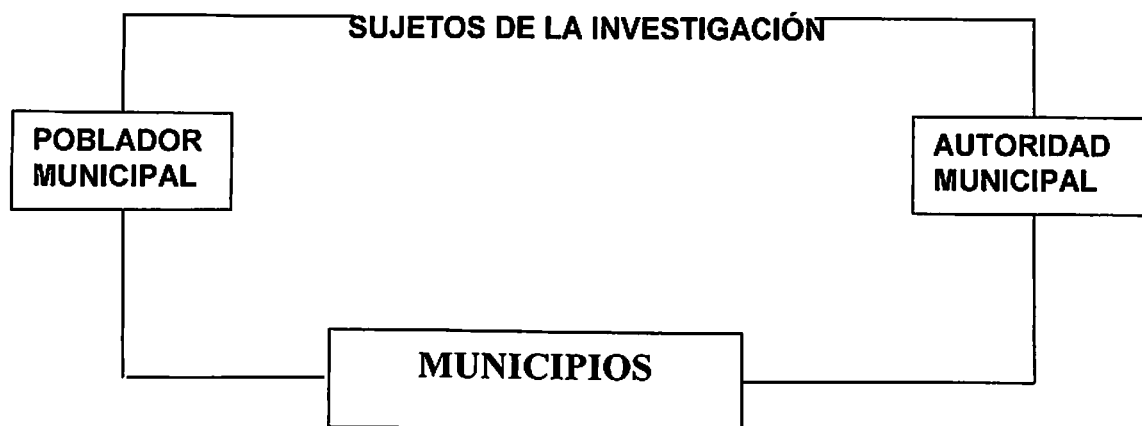 SUJETOS DE LA INVESTIGACIÓN
POBLADOR
MUNICIPAL
AUTORIDAD
MUNICIPAL
MUNICIPIOS